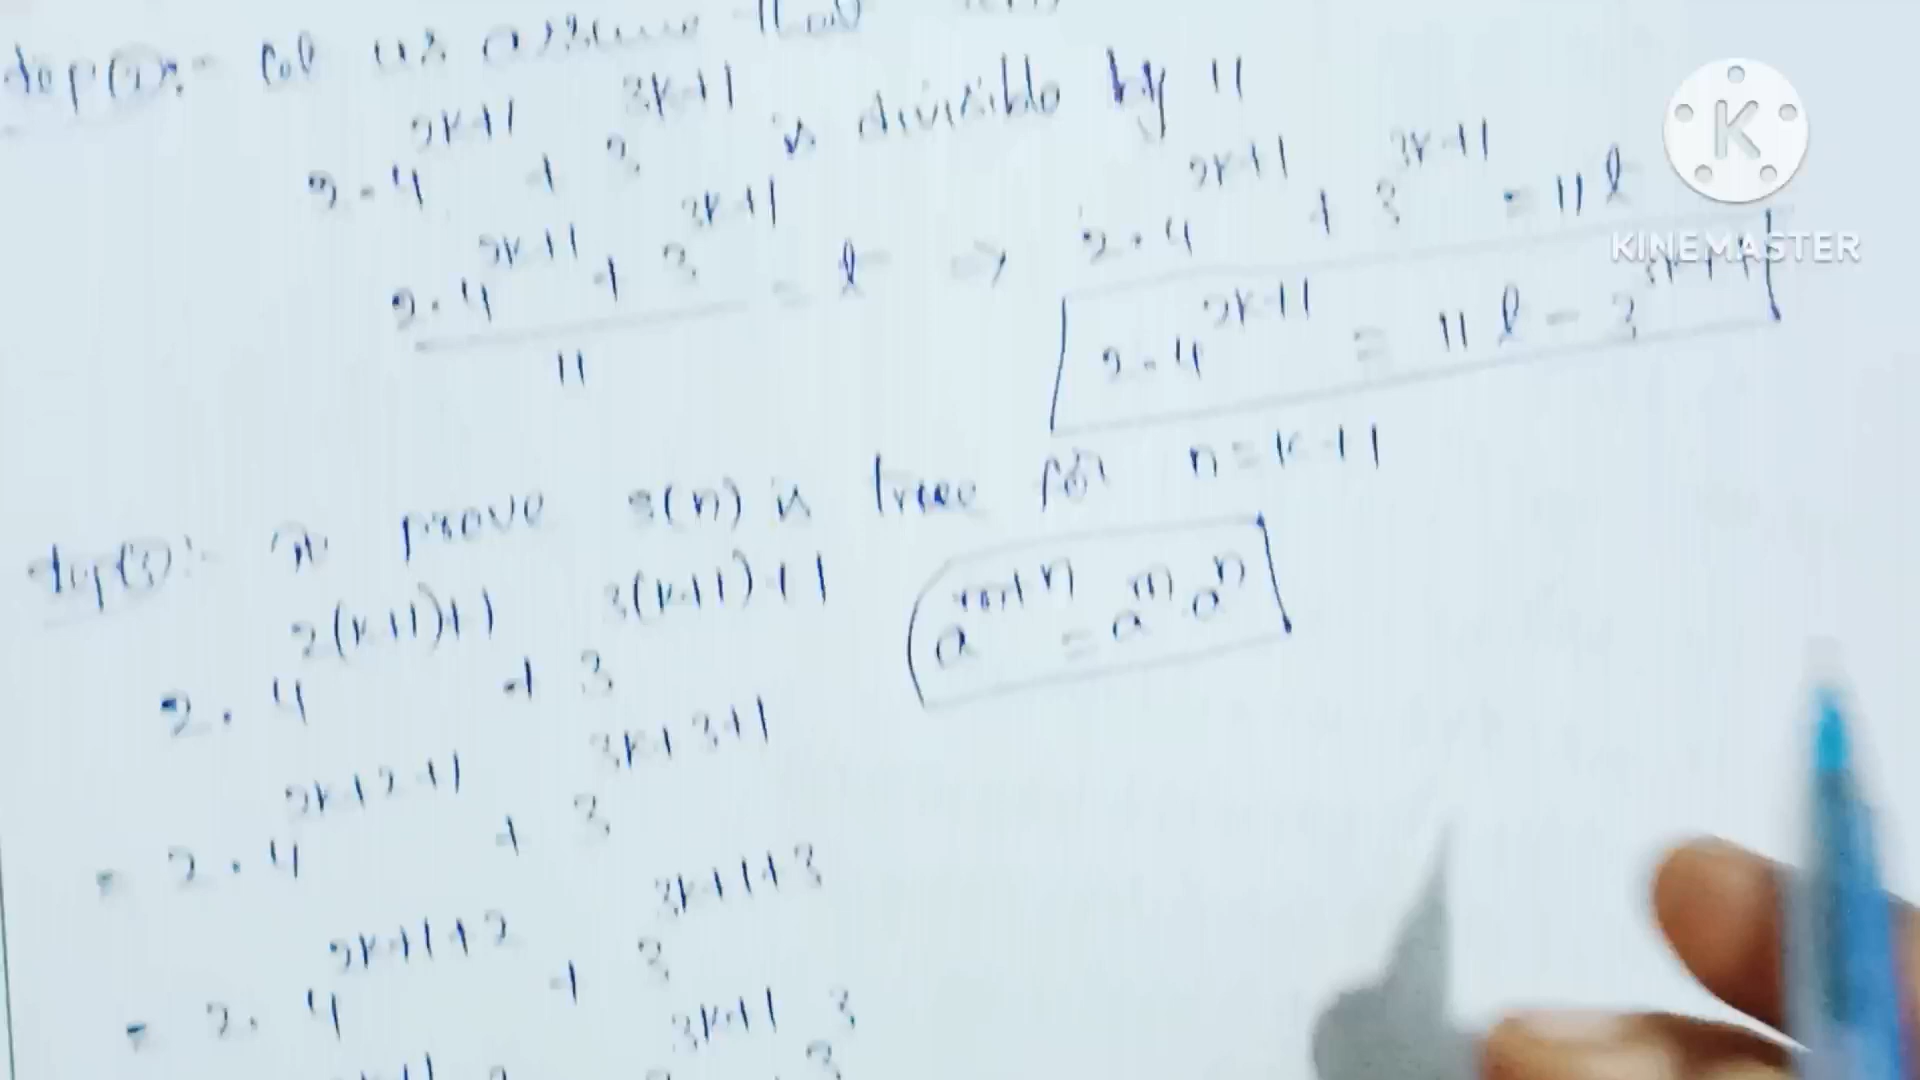 step(2):- let us assume that
2·4^{2k+1} + 3^{3k+1} is divisible by 11
\frac{2·4^{2k+1} + 3^{3k+1}}{11} = l ⇒ 2·4^{2k+1} + 3^{3k+1} = 11 l
2·4^{2k+1} = 11 l - 3^{3k+1}
step(3):- To prove s(n) is true for n = k+1
2·4^{2(k+1)+1} + 3^{3(k+1)+1}
a^{m+n} = a^m·a^n
= 2·4^{2k+2+1} + 3^{3k+3+1}
= 2·4^{2k+1+2} + 3^{3k+1+3}
KINEMASTER